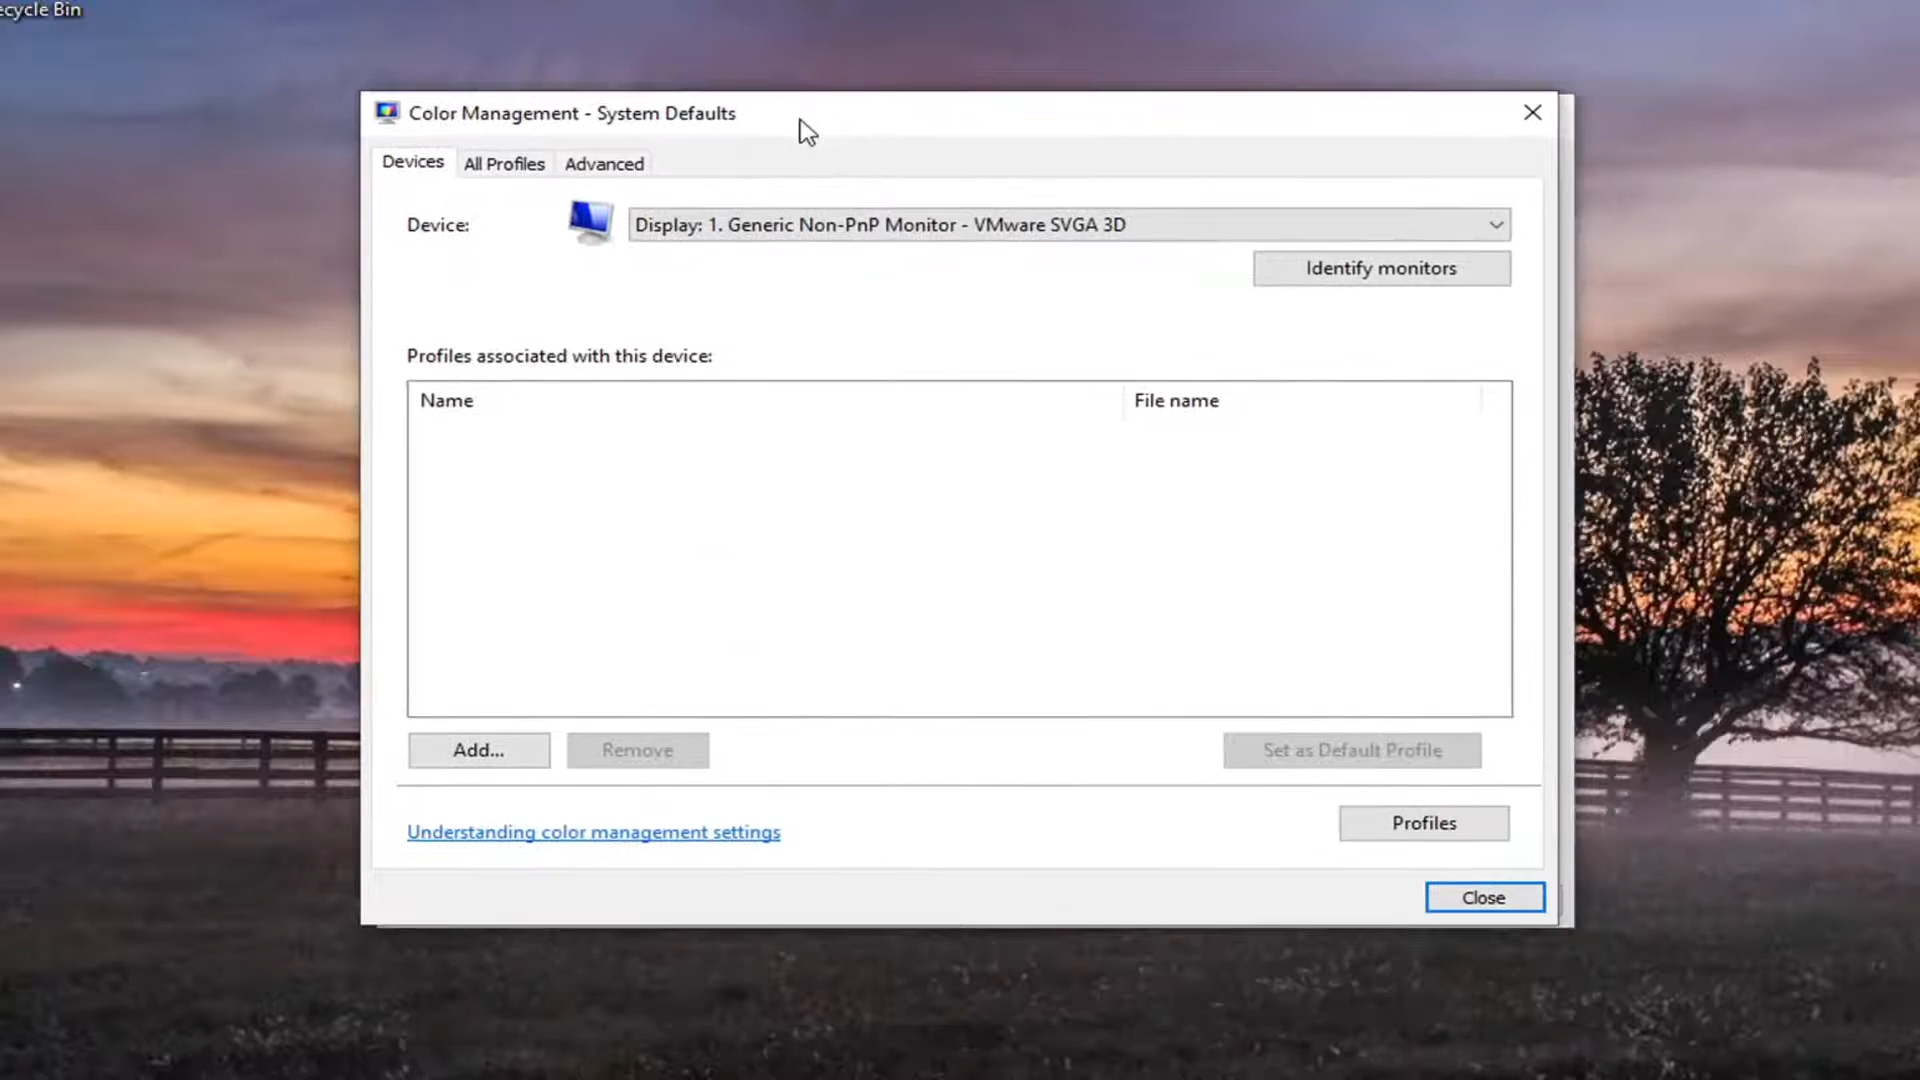 ecycle Bin
Color Management - System Defaults
Devices
All Profiles
Advanced
Device:
Display: 1. Generic Non-PnP Monitor - VMware SVGA 3D
Identify monitors
Profiles associated with this device:
Name
File name
Add...
Remove
Set as Default Profile
Understanding color management settings
Profiles
Close